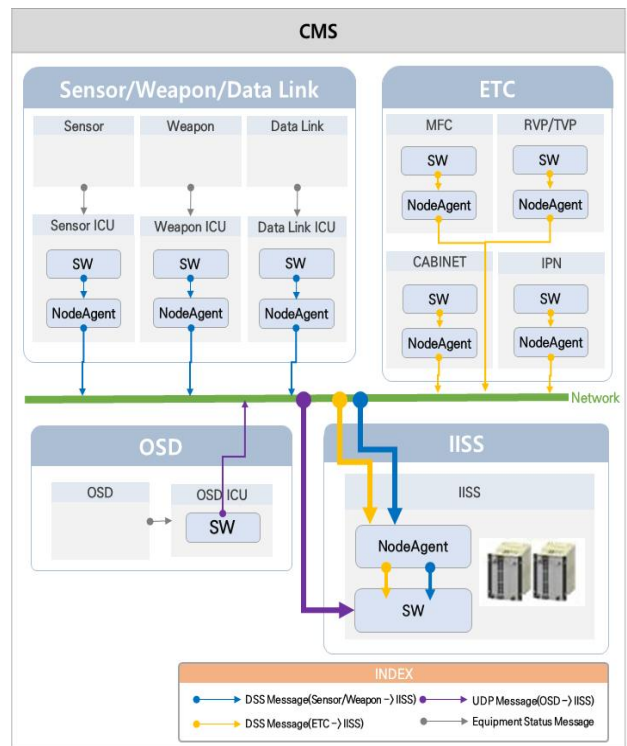 CMS
Sensor/Weapon/Data Link
Sensor
Weapon
Data Link
Sensor ICU
Weapon ICU
Data Link ICU
SW
SW
SW
NodeAgent
NodeAgent
NodeAgent
ETC
MFC
RVP/TVP
SW
SW
NodeAgent
NodeAgent
CABINET
IPN
SW
SW
NodeAgent
NodeAgent
Network
OSD
OSD
OSD ICU
SW
IISS
IISS
NodeAgent
SW
INDEX
DSS Message(Sensor/Weapon -> IISS)
UDP Message(OSD -> IISS)
DSS Message(ETC -> IISS)
Equipment Status Message